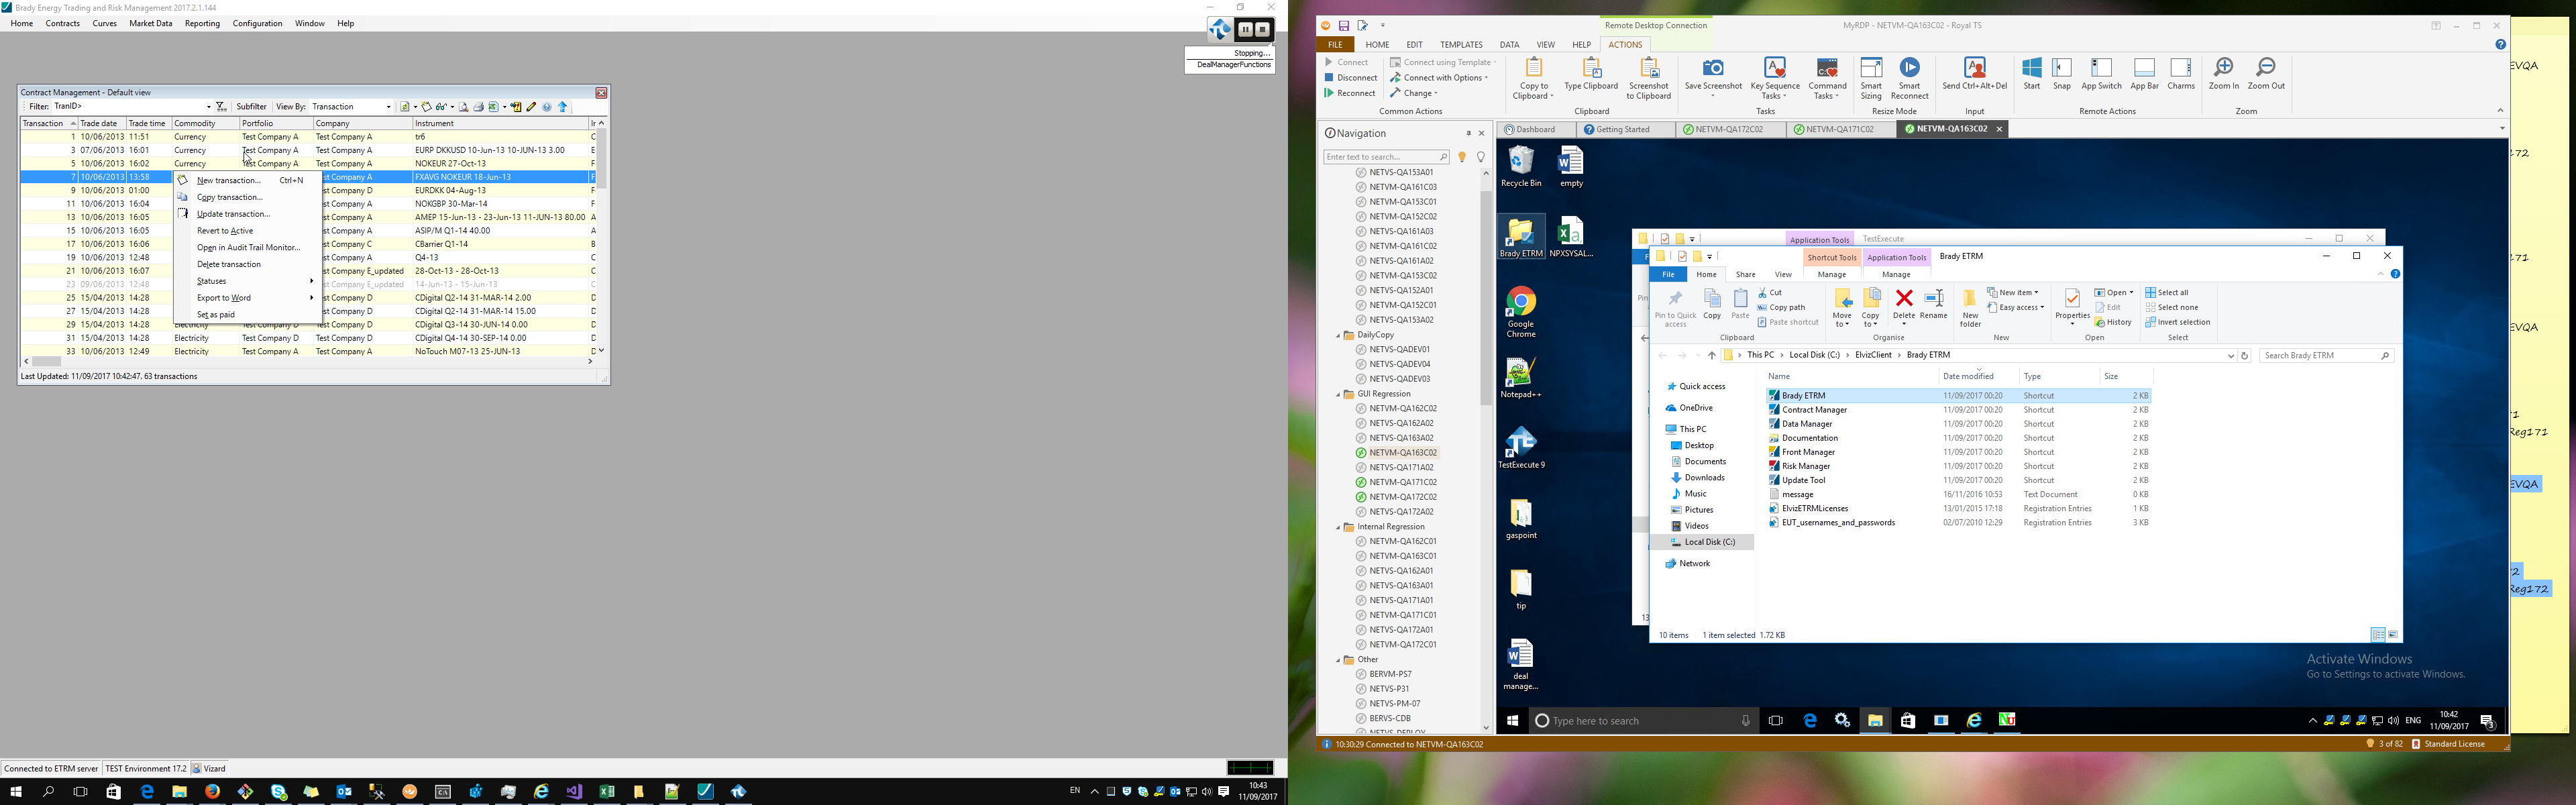 Brady Energy Trading and Risk Management 2017.2.1.144
Home Contracts Curves Market Data Reporting Configuration Window Help
Stopping...
DealManagerFunctions
Contract Management - Default view
Filter: TranID> Subfilter View By: Transaction
Transaction Trade date Trade time Commodity Portfolio Company Instrument Ir
1 10/06/2013 11:51 Currency Test Company A Test Company A tr6 C
3 07/06/2013 16:01 Currency Test Company A Test Company A EURP DKKUSD 10-Jun-13 10-JUN-13 3.00 E
5 10/06/2013 16:02 Currency Test Company A Test Company A NOKEUR 27-Oct-13 F
7 10/06/2013 13:58 st Company A FXAVG NOKEUR 18-Jun-13 F
9 10/06/2013 01:00 st Company D EURDKK 04-Aug-13 F
11 10/06/2013 16:04 st Company A NOKGBP 30-Mar-14 F
13 10/06/2013 16:05 st Company A AMEP 15-Jun-13 - 23-Jun-13 11-JUN-13 80.00 A
15 10/06/2013 16:05 st Company A ASIP/M Q1-14 40.00 A
17 10/06/2013 16:06 st Company C CBarrier Q1-14 B
19 10/06/2013 12:48 st Company A Q4-13 C
21 10/06/2013 16:07 st Company E_updated 28-Oct-13 - 28-Oct-13 C
23 09/06/2013 12:48 st Company E_updated 14-Jun-13 - 15-Jun-13 C
25 15/04/2013 14:28 st Company D CDigital Q2-14 31-MAR-14 2.00 D
27 15/04/2013 14:28 st Company D CDigital Q2-14 31-MAR-14 15.00 D
29 15/04/2013 14:28 Electricity Test Company D Test Company D CDigital Q3-14 30-JUN-14 0.00 D
31 15/04/2013 14:28 Electricity Test Company D Test Company D CDigital Q4-14 30-SEP-14 0.00 D
33 10/06/2013 12:49 Electricity Test Company A Test Company A NoTouch M07-13 25-JUN-13 D
New transaction... Ctrl+N
Copy transaction...
Update transaction...
Revert to Active
Open in Audit Trail Monitor...
Delete transaction
Statuses
Export to Word
Set as paid
Last Updated: 11/09/2017 10:42:47. 63 transactions
Connected to ETRM server TEST Environment 17.2 Vizard
EN
10:43
11/09/2017
Remote Desktop Connection
MyRDP - NETVM-QA163C02 - Royal TS
FILE HOME EDIT TEMPLATES DATA VIEW HELP ACTIONS
Connect
Disconnect
Reconnect
Connect using Template
Connect with Options
Change
Common Actions
Copy to Clipboard
Type Clipboard
Screenshot to Clipboard
Clipboard
Save Screenshot
Key Sequence Tasks
Command Tasks
Tasks
Smart Sizing
Smart Reconnect
Resize Mode
Send Ctrl+Alt+Del
Input
Start
Snap
App Switch
App Bar
Charms
Remote Actions
Zoom In
Zoom Out
Zoom
Navigation
Enter text to search...
NETVS-QA153A01
NETVM-QA161C03
NETVM-QA153C01
NETVM-QA152C02
NETVS-QA161A03
NETVM-QA161C02
NETVS-QA161A02
NETVM-QA153C02
NETVS-QA152A01
NETVM-QA152C01
NETVS-QA153A02
DailyCopy
NETVS-QADEV01
NETVS-QADEV04
NETVS-QADEV03
GUI Regression
NETVM-QA162C02
NETVS-QA162A02
NETVS-QA163A02
NETVM-QA163C02
NETVS-QA171A02
NETVM-QA171C02
NETVM-QA172C02
NETVS-QA172A02
Internal Regression
NETVM-QA162C01
NETVM-QA163C01
NETVS-QA162A01
NETVS-QA163A01
NETVS-QA171A01
NETVM-QA171C01
NETVS-QA172A01
NETVM-QA172C01
Other
BERVM-PS7
NETVS-P31
NETVS-PM-07
BERVS-CDB
NETVS-DEPLOY
Dashboard Getting Started NETVM-QA172C02 NETVM-QA171C02 NETVM-QA163C02
Recycle Bin
empty
Brady ETRM
NPXSYSAL...
Google Chrome
Notepad++
TestExecute 9
gaspoint
tip
deal manage...
Application Tools TestExecute
Shortcut Tools Application Tools Brady ETRM
File Home Share View Manage Manage
Pin to Quick access
Copy
Paste
Cut
Copy path
Paste shortcut
Clipboard
Move to
Copy to
Delete
Rename
Organise
New folder
New item
Easy access
New
Properties
Open
Edit
History
Open
Select all
Select none
Invert selection
Select
This PC Local Disk (C:) ElvizClient Brady ETRM
Search Brady ETRM
Quick access
OneDrive
This PC
Desktop
Documents
Downloads
Music
Pictures
Videos
Local Disk (C:)
Network
Name Date modified Type Size
Brady ETRM 11/09/2017 00:20 Shortcut 2 KB
Contract Manager 11/09/2017 00:20 Shortcut 2 KB
Data Manager 11/09/2017 00:20 Shortcut 2 KB
Documentation 11/09/2017 00:20 Shortcut 2 KB
Front Manager 11/09/2017 00:20 Shortcut 2 KB
Risk Manager 11/09/2017 00:20 Shortcut 2 KB
Update Tool 11/09/2017 00:20 Shortcut 2 KB
message 16/11/2016 10:53 Text Document 0 KB
ElvizETRMLicenses 13/01/2015 17:18 Registration Entries 1 KB
EUT_usernames_and_passwords 02/07/2010 12:29 Registration Entries 3 KB
13
10 items 1 item selected 1.72 KB
Activate Windows
Go to Settings to activate Windows.
Type here to search
ENG
10:42
11/09/2017
3
10:30:29 Connected to NETVM-QA163C02
3 of 82 Standard License
EVQA
172
171
EVQA
Reg171
EVQA
Reg172